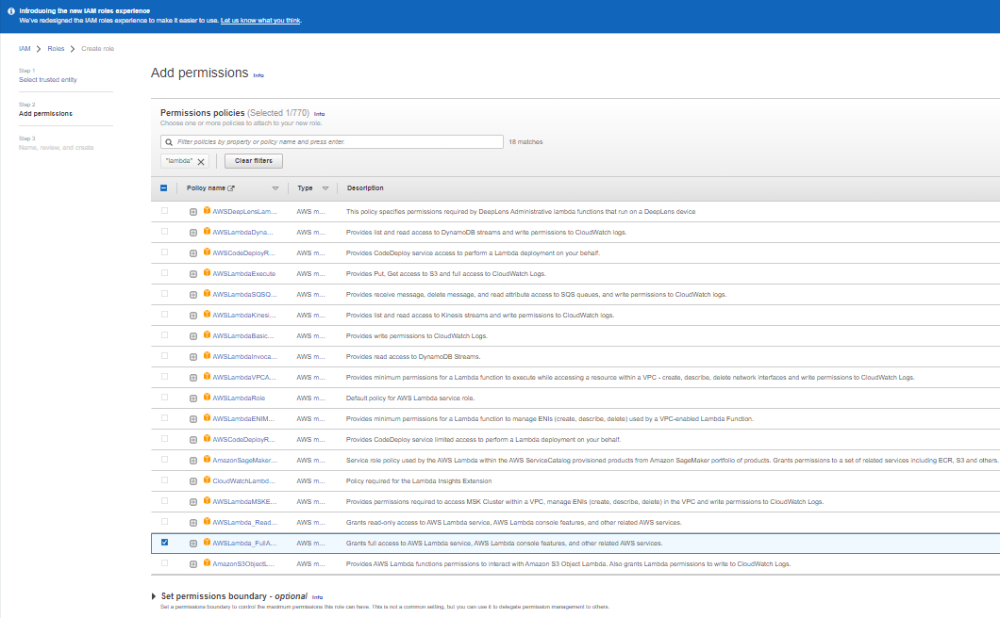 Introducing the new IAM roles experience
We've redesigned the IAM roles experience to make it easier to use. Let us know what you think.
IAM > Roles > Create role
Step 1
Select trusted entity
Step 2
Add permissions
Step 3
Name, review, and create
Add permissions Info
Permissions policies (Selected 1/770) Info
Choose one or more policies to attach to your new role.
Filter policies by property or policy name and press enter.
18 matches
"lambda" X
Clear filters
Policy name Type Description
AWSDeepLensLam... AWS m... This policy specifies permissions required by DeepLens Administrative lambda functions that run on a DeepLens device
AWSLambdaDyna... AWS m... Provides list and read access to DynamoDB streams and write permissions to CloudWatch logs.
AWSCodeDeployR... AWS m... Provides CodeDeploy service access to perform a Lambda deployment on your behalf.
AWSLambdaExecute AWS m... Provides Put, Get access to S3 and full access to CloudWatch Logs.
AWSLambdaSQSQ... AWS m... Provides receive message, delete message, and read attribute access to SQS queues, and write permissions to CloudWatch logs.
AWSLambdaKinesi... AWS m... Provides list and read access to Kinesis streams and write permissions to CloudWatch logs.
AWSLambdaBasic... AWS m... Provides write permissions to CloudWatch Logs.
AWSLambdaInvoca... AWS m... Provides read access to DynamoDB Streams.
AWSLambdaVPCA... AWS m... Provides minimum permissions for a Lambda function to execute while accessing a resource within a VPC - create, describe, delete network interfaces and write permissions to CloudWatch Logs.
AWSLambdaRole AWS m... Default policy for AWS Lambda service role.
AWSLambdaENIM... AWS m... Provides minimum permissions for a Lambda function to manage ENIs (create, describe, delete) used by a VPC-enabled Lambda Function.
AWSCodeDeployR... AWS m... Provides CodeDeploy service limited access to perform a Lambda deployment on your behalf.
AmazonSageMaker... AWS m... Service role policy used by the AWS Lambda within the AWS ServiceCatalog provisioned products from Amazon SageMaker portfolio of products. Grants permissions to a set of related services including ECR, S3 and others.
CloudWatchLambd... AWS m... Policy required for the Lambda Insights Extension
AWSLambdaMSKE... AWS m... Provides permissions required to access MSK Cluster within a VPC, manage ENIs (create, describe, delete) in the VPC and write permissions to CloudWatch Logs.
AWSLambda_Read... AWS m... Grants read-only access to AWS Lambda service, AWS Lambda console features, and other related AWS services.
AWSLambda_FullA... AWS m... Grants full access to AWS Lambda service, AWS Lambda console features, and other related AWS services.
AmazonS3ObjectL... AWS m... Provides AWS Lambda functions permissions to interact with Amazon S3 Object Lambda. Also grants Lambda permissions to write to CloudWatch Logs.
Set permissions boundary - optional Info
Set a permissions boundary to control the maximum permissions this role can have. This is not a common setting, but you can use it to delegate permission management to others.